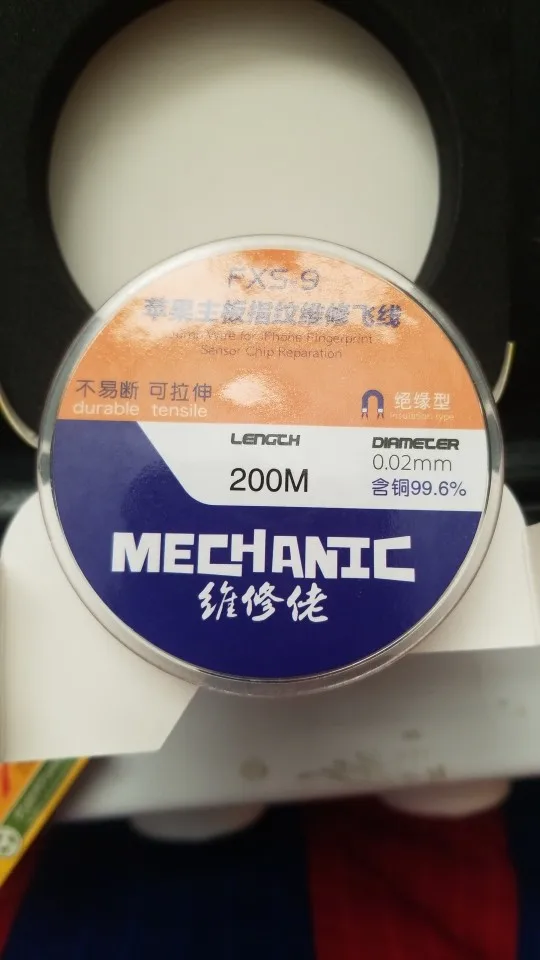 FXS-9
苹果主板指纹维修飞线
Jump Wire for iPhone Fingerprint
Sensor Chip Reparation
不易断 可拉伸
durable tensile
绝缘型
Insulation type
LENGTH
200M
DIAMETER
0.02mm
含铜99.6%
MECHANIC
维修佬